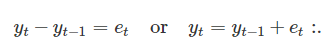 y_t − y_{t−1} = e_t or y_t = y_{t−1} + e_t :.